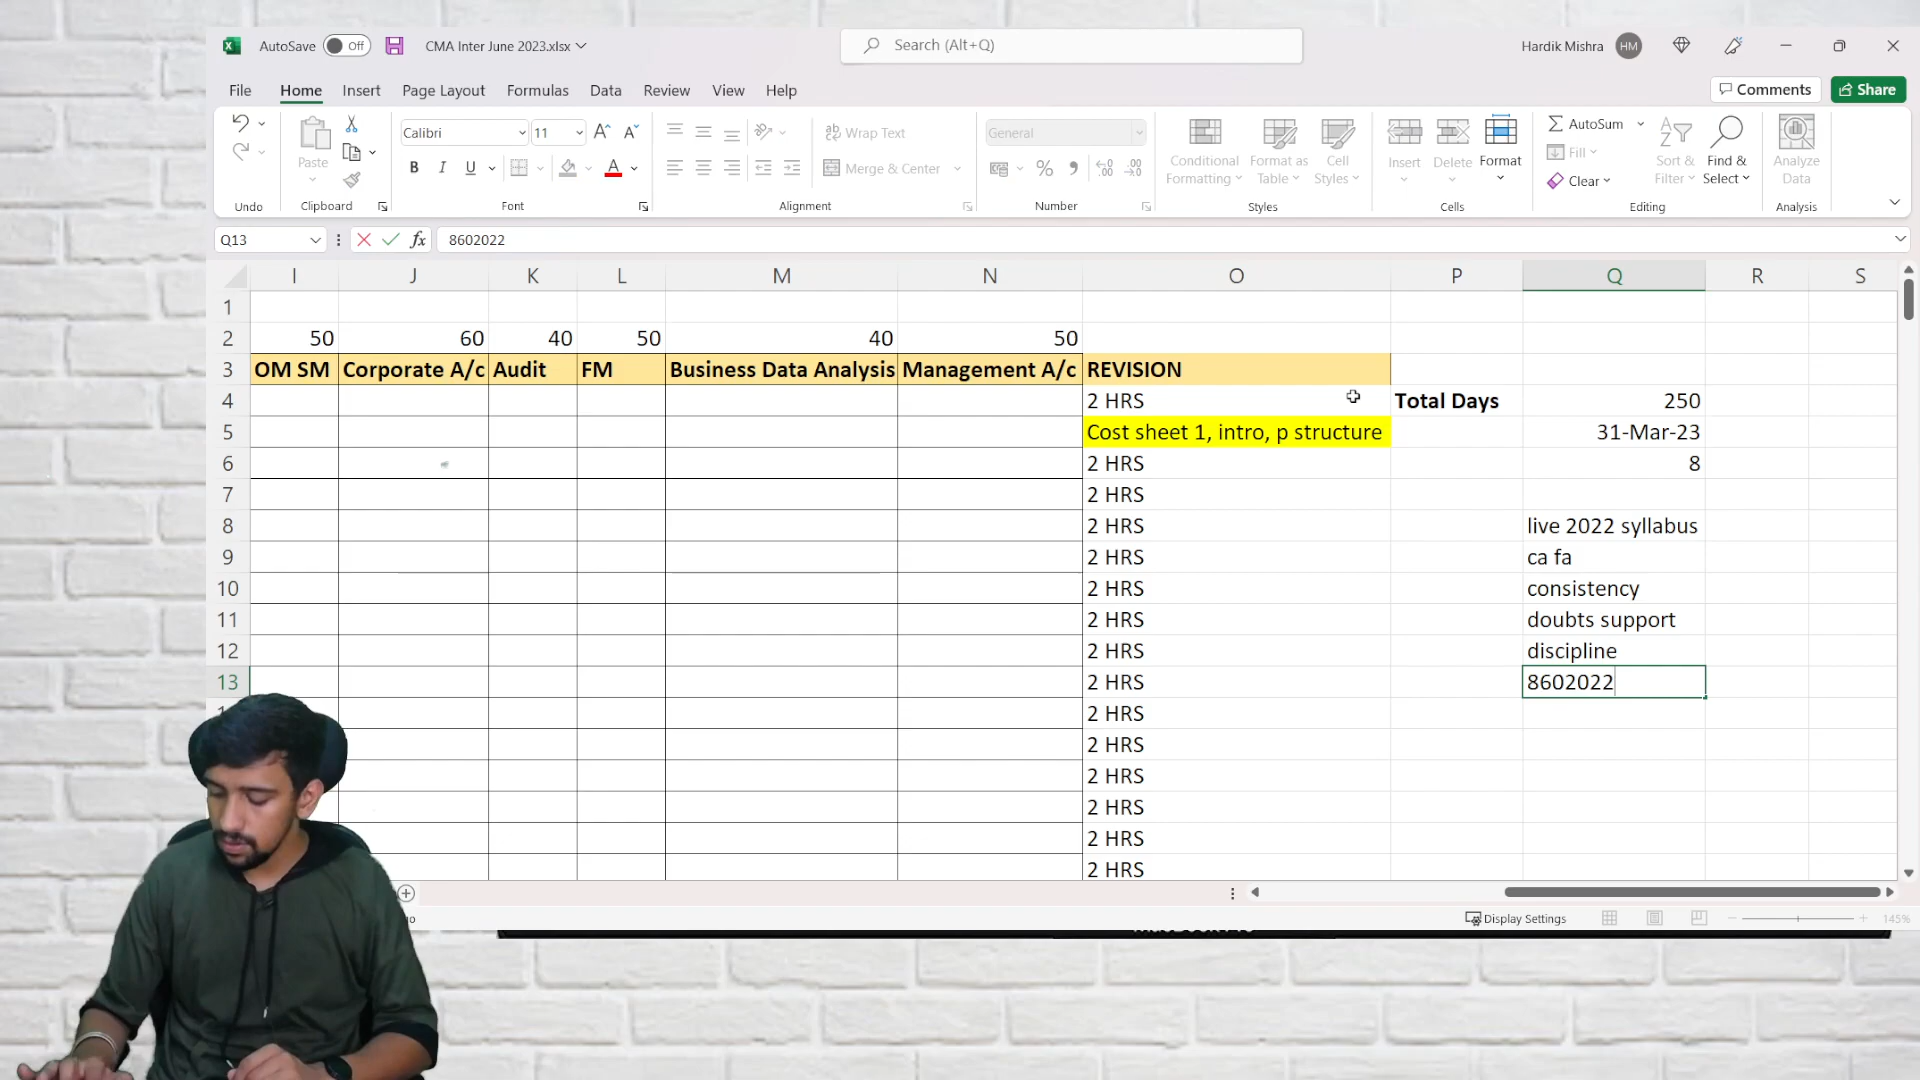 AutoSave Off CMA Inter June 2023.xlsx Search (Alt+Q) Hardik Mishra HM
File Home Insert Page Layout Formulas Data Review View Help Comments Share
Calibri 11 Wrap Text General AutoSum
Paste Conditional Formatting Format as Table Cell Styles Insert Delete Format Fill Sort & Filter Find & Select Analyze Data
B I U A Merge & Center % Clear
Undo Clipboard Font Alignment Number Styles Cells Editing Analysis
Q13 fx 8602022
I J K L M N O P Q R S
1
2 50 60 40 50 40 50
3 OM SM Corporate A/c Audit FM Business Data Analysis Management A/c REVISION
4 2 HRS Total Days 250
5 Cost sheet 1, intro, p structure 31-Mar-23
6 2 HRS 8
7 2 HRS
8 2 HRS live 2022 syllabus
9 2 HRS ca fa
10 2 HRS consistency
11 2 HRS doubts support
12 2 HRS discipline
13 2 HRS 8602022
2 HRS
2 HRS
2 HRS
2 HRS
2 HRS
2 HRS
Display Settings 145%